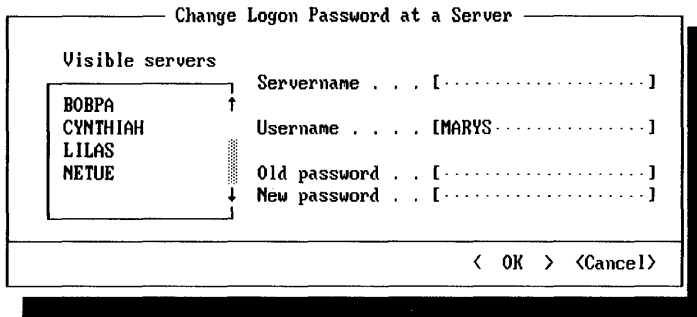 Change Logon Password at a Server
Visible servers
BOBPA
CYNTHIAH
LILAS
NETUE
Servername . . . [····················]
Username . . . . [MARYS···············]
Old password . . [····················]
New password . . [····················]
< OK > <Cancel>